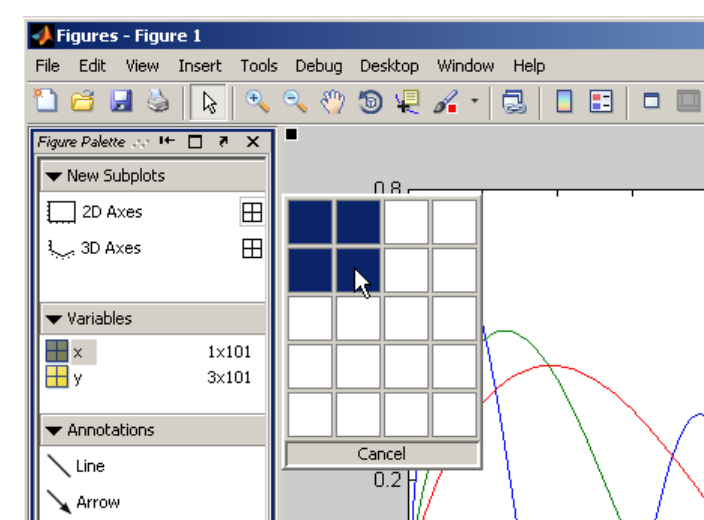 Figures - Figure 1
File Edit View Insert Tools Debug Desktop Window Help
Figure Palette
New Subplots
2D Axes
3D Axes
Variables
x 1x101
y 3x101
Annotations
Line
Arrow
0.8
Cancel
0.2